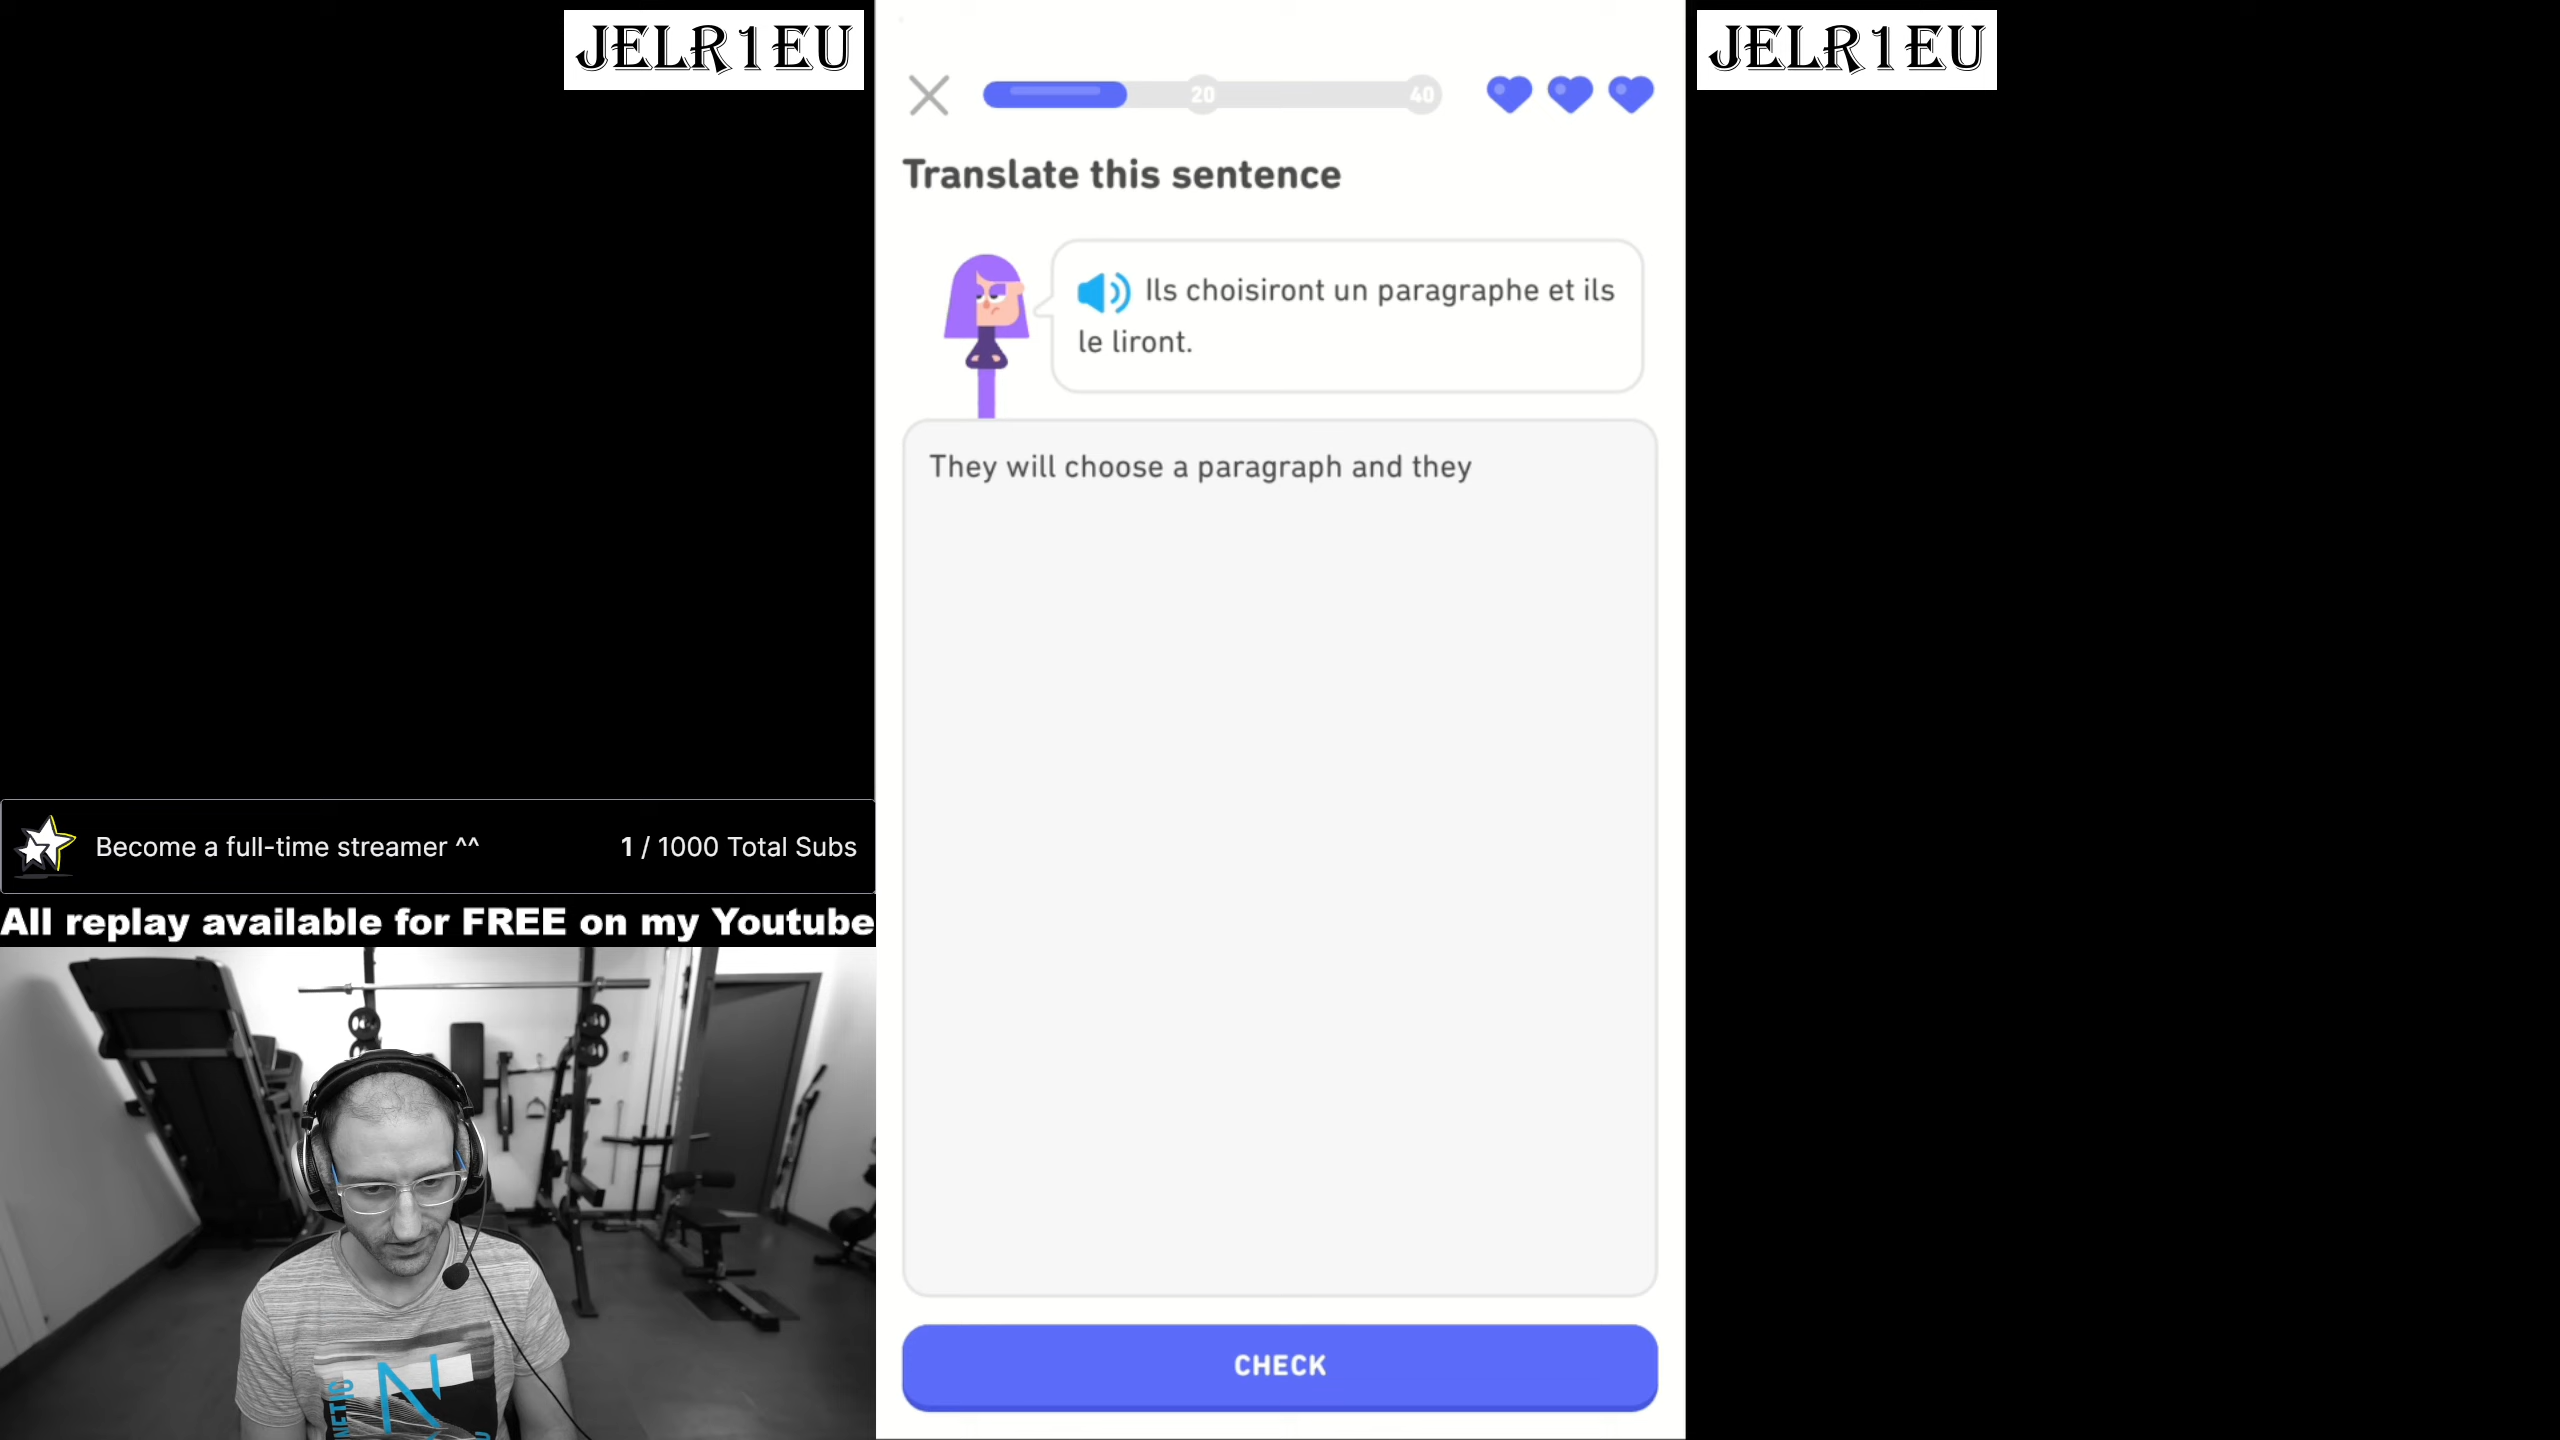 JELR1EU
JELR1EU
20
40
Translate this sentence
Ils choisiront un paragraphe et ils
le liront.
They will choose a paragraph and they
CHECK
Become a full-time streamer ^^
1 / 1000 Total Subs
All replay available for FREE on my Youtube
N